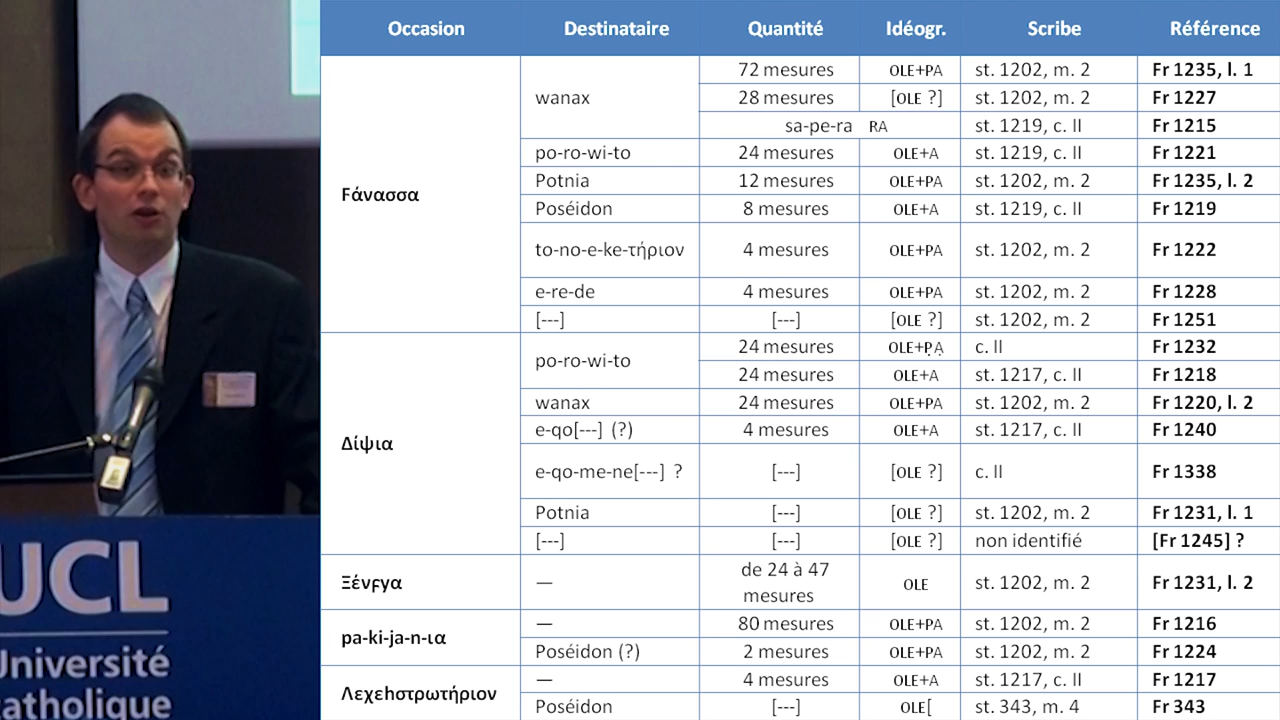 Occasion Destinataire Quantité Idéogr. Scribe Référence
Ϝάνασσα wanax 72 mesures OLE+PA st. 1202, m. 2 Fr 1235, l. 1
28 mesures [OLE ?] st. 1202, m. 2 Fr 1227
sa-pe-ra RA st. 1219, c. II Fr 1215
po-ro-wi-to 24 mesures OLE+A st. 1219, c. II Fr 1221
Potnia 12 mesures OLE+PA st. 1202, m. 2 Fr 1235, l. 2
Poséidon 8 mesures OLE+A st. 1219, c. II Fr 1219
to-no-e-ke-τήριον 4 mesures OLE+PA st. 1202, m. 2 Fr 1222
e-re-de 4 mesures OLE+PA st. 1202, m. 2 Fr 1228
[---] [---] [OLE ?] st. 1202, m. 2 Fr 1251
Δίψια po-ro-wi-to 24 mesures OLE+P̣Ạ c. II Fr 1232
24 mesures OLE+A st. 1217, c. II Fr 1218
wanax 24 mesures OLE+PA st. 1202, m. 2 Fr 1220, l. 2
e-qo[---] (?) 4 mesures OLE+A st. 1217, c. II Fr 1240
e-qo-me-ne[---] ? [---] [OLE ?] c. II Fr 1338
Potnia [---] [OLE ?] st. 1202, m. 2 Fr 1231, l. 1
[---] [---] [OLE ?] non identifié [Fr 1245] ?
Ξένϝya — de 24 à 47
mesures OLE st. 1202, m. 2 Fr 1231, l. 2
pa-ki-ja-n-ια — 80 mesures OLE+PA st. 1202, m. 2 Fr 1216
Poséidon (?) 2 mesures OLE+PA st. 1202, m. 2 Fr 1224
Λεχεhστρωτήριον — 4 mesures OLE+A st. 1217, c. II Fr 1217
Poséidon [---] OLE[ st. 343, m. 4 Fr 343
UCL
Université
catholique